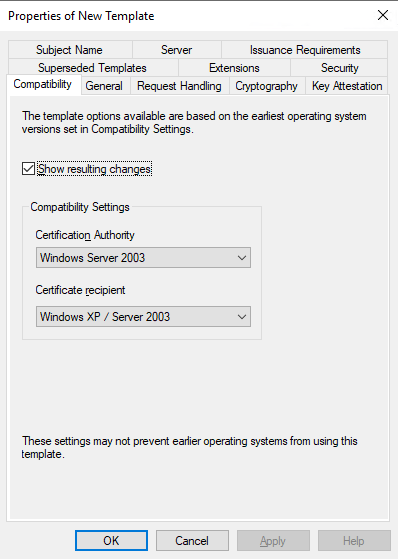 Properties of New Template
Subject Name
Server
Issuance Requirements
Superseded Templates
Extensions
Security
Compatibility
General
Request Handling
Cryptography
Key Attestation
The template options available are based on the earliest operating system
versions set in Compatibility Settings.
Show resulting changes
Compatibility Settings
Certification Authority
Windows Server 2003
Certificate recipient
Windows XP / Server 2003
These settings may not prevent earlier operating systems from using this
template.
OK
Cancel
Apply
Help